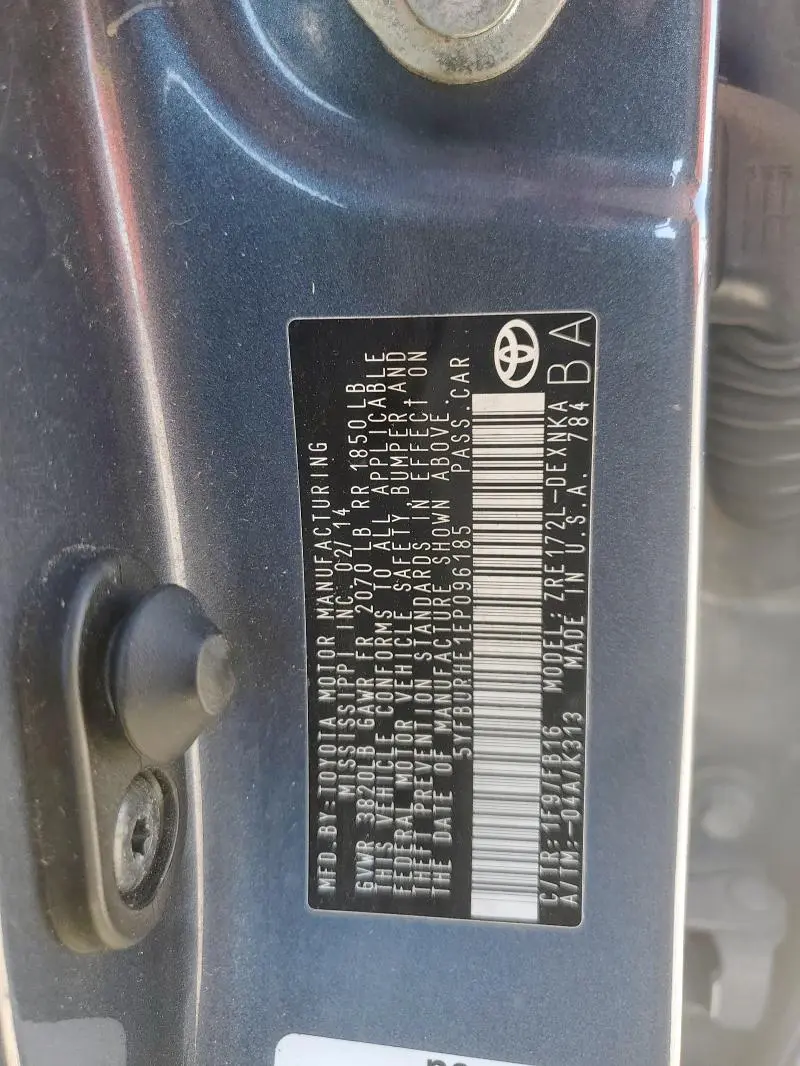 MFD.BY:TOYOTA MOTOR MANUFACTURING
MISSISSIPPI INC. 02/14
GVWR 3820LB GAWR FR 2070LB RR 1850LB
THIS VEHICLE CONFORMS TO ALL APPLICABLE
FEDERAL MOTOR VEHICLE SAFETY, BUMPER, AND
THEFT PREVENTION STANDARDS IN EFFECT ON
THE DATE OF MANUFACTURE SHOWN ABOVE.
5YFBURHE1EP096185 PASS.CAR
C/TR:1F9/FB16 MODEL:ZRE172L-DEXNKA
A/TM:-04A/K313 MADE IN U.S.A. 784
BA